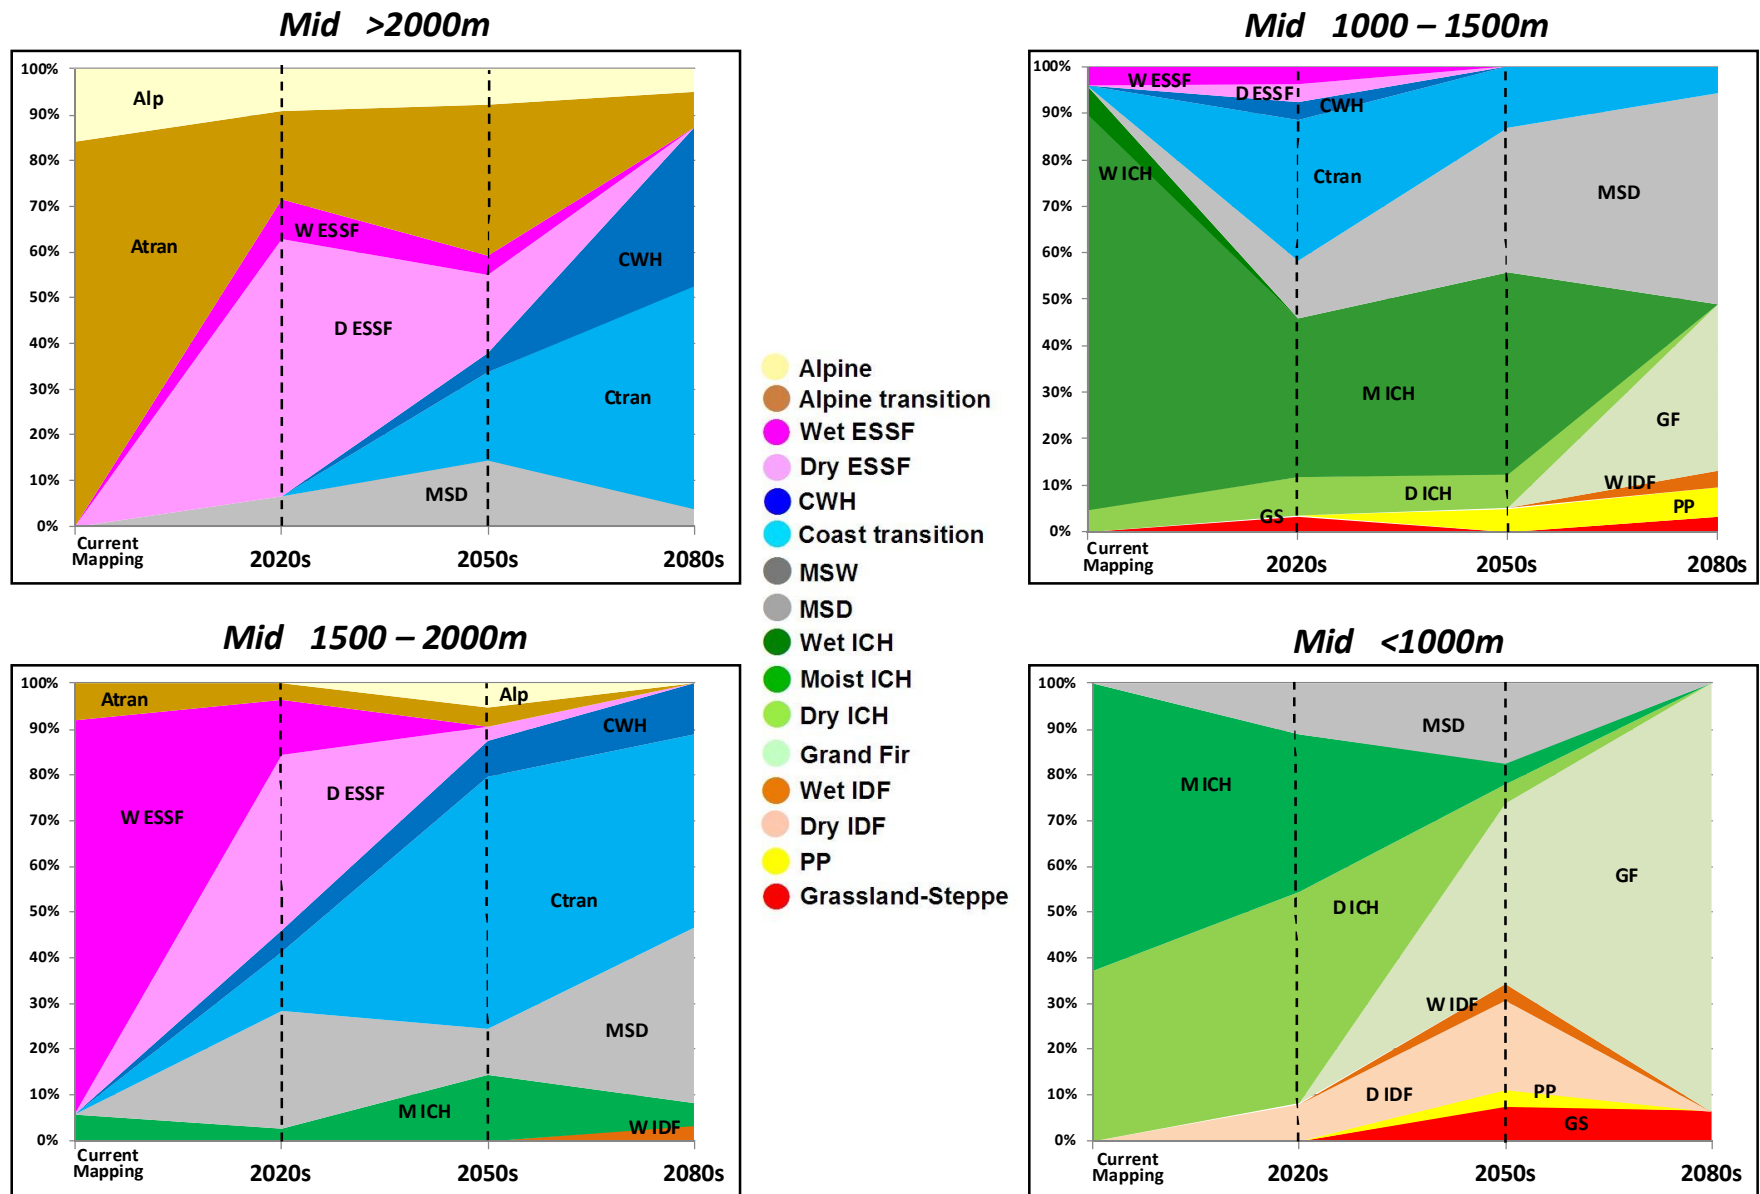 Mid >2000m
100%
90%
80%
70%
60%
50%
40%
30%
20%
10%
0%
Alp
Atran
W ESSF
D ESSF
CWH
Ctran
MSD
Current
Mapping
2020s
2050s
2080s
Mid 1000 – 1500m
100%
90%
80%
70%
60%
50%
40%
30%
20%
10%
0%
W ESSF
D ESSF
CWH
W ICH
Ctran
MSD
M ICH
GF
D ICH
W IDF
PP
GS
Current
Mapping
2020s
2050s
2080s
Alpine
Alpine transition
Wet ESSF
Dry ESSF
CWH
Coast transition
MSW
MSD
Wet ICH
Moist ICH
Dry ICH
Grand Fir
Wet IDF
Dry IDF
PP
Grassland-Steppe
Mid 1500 – 2000m
100%
90%
80%
70%
60%
50%
40%
30%
20%
10%
0%
Atran
Alp
CWH
D ESSF
W ESSF
Ctran
MSD
M ICH
W IDF
Current
Mapping
2020s
2050s
2080s
Mid <1000m
100%
90%
80%
70%
60%
50%
40%
30%
20%
10%
0%
MSD
M ICH
GF
D ICH
W IDF
D IDF
PP
GS
Current
Mapping
2020s
2050s
2080s